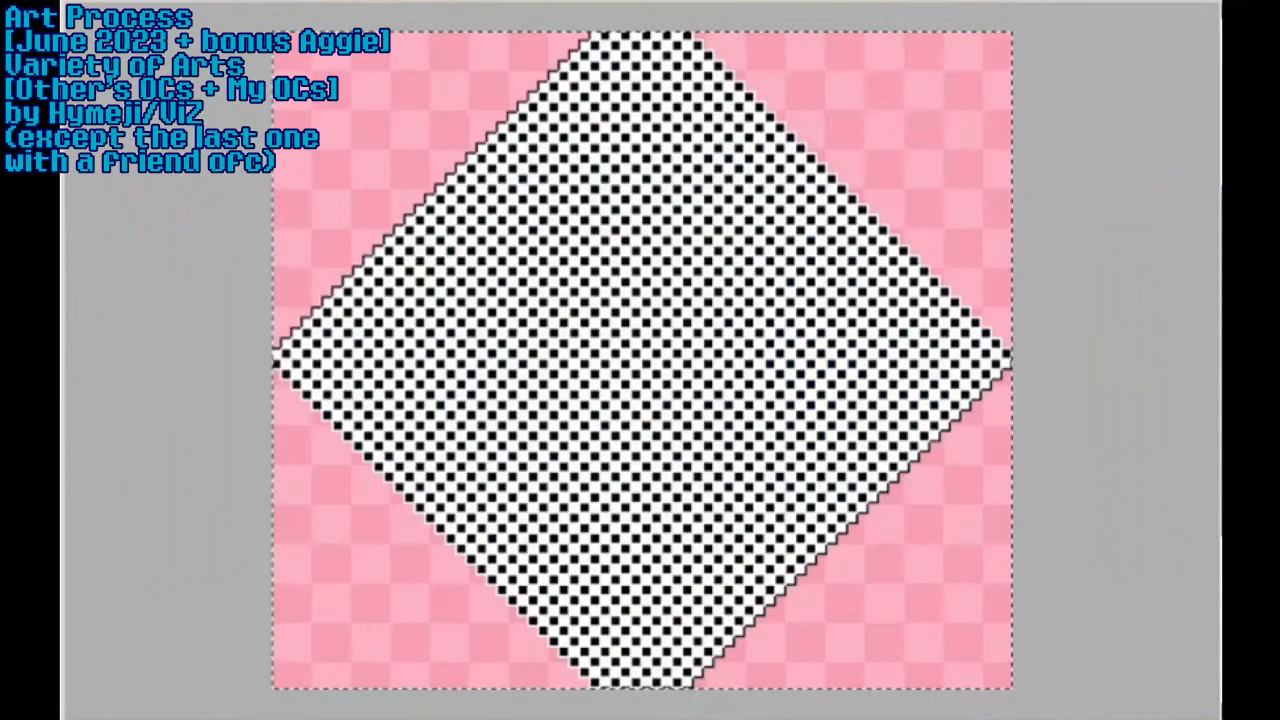 Art Process
[June 2023 + bonus Aggie]
Variety of Arts
[Other's OCs + My OCs]
by Hymeji/ViZ
(except the last one
with a friend ofc)